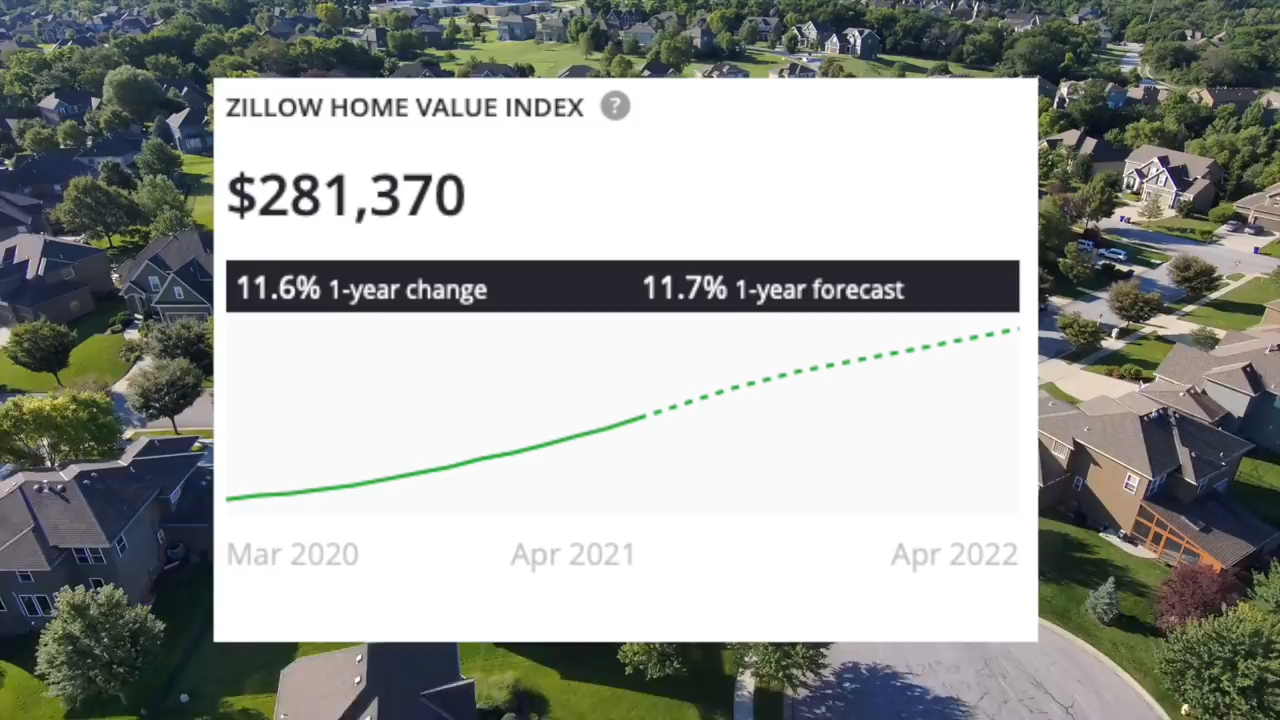 ZILLOW HOME VALUE INDEX ?
$281,370
11.6% 1-year change 11.7% 1-year forecast
Mar 2020 Apr 2021 Apr 2022